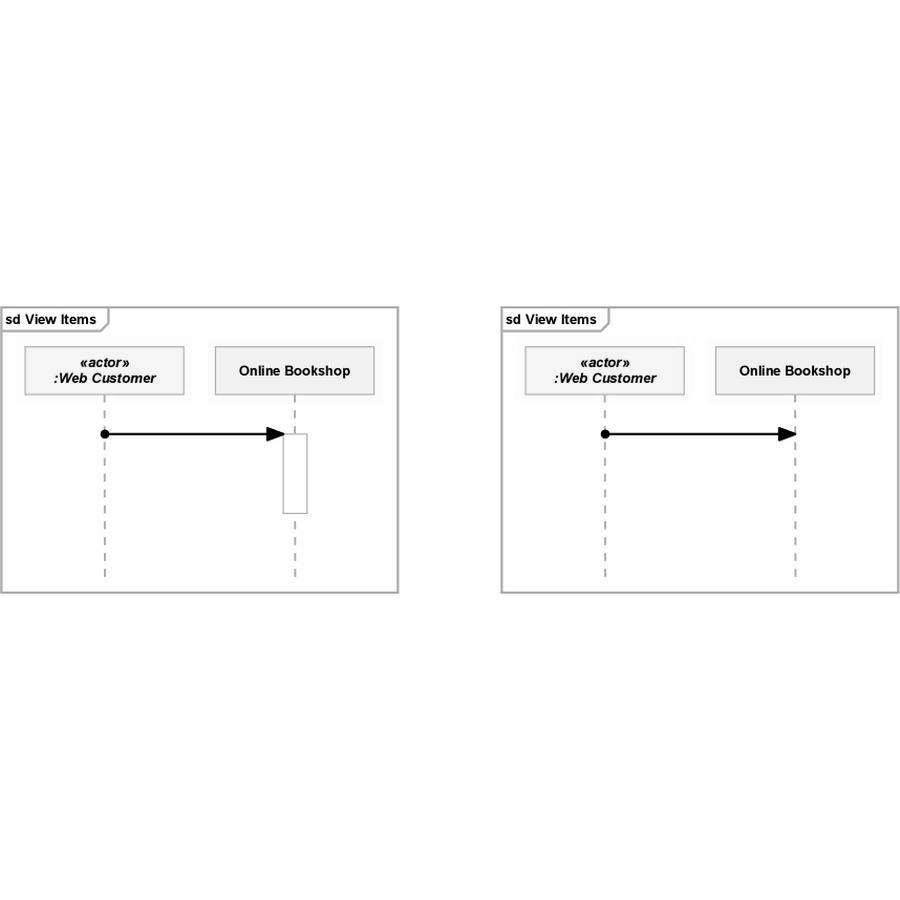 sd View Items
«actor»
:Web Customer
Online Bookshop
sd View Items
«actor»
:Web Customer
Online Bookshop